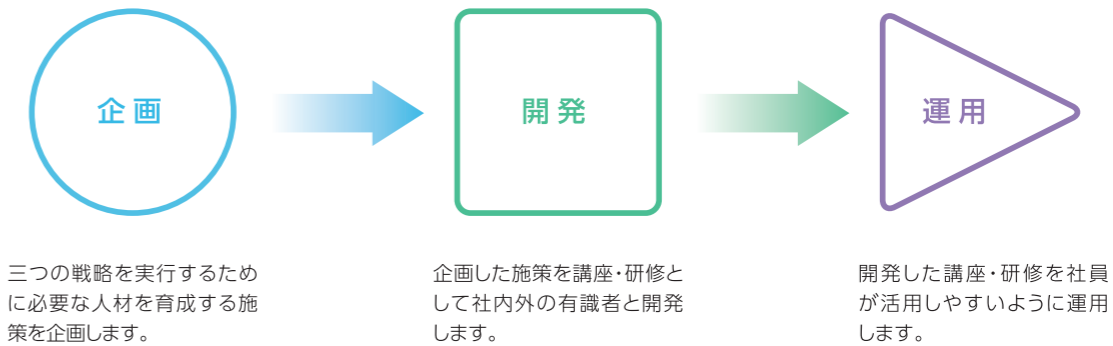 企画
開発
運用
三つの戦略を実行するため
に必要な人材を育成する施
策を企画します。
企画した施策を講座・研修と
して社内外の有識者と開発
します。
開発した講座・研修を社員
が活用しやすいように運用
します。